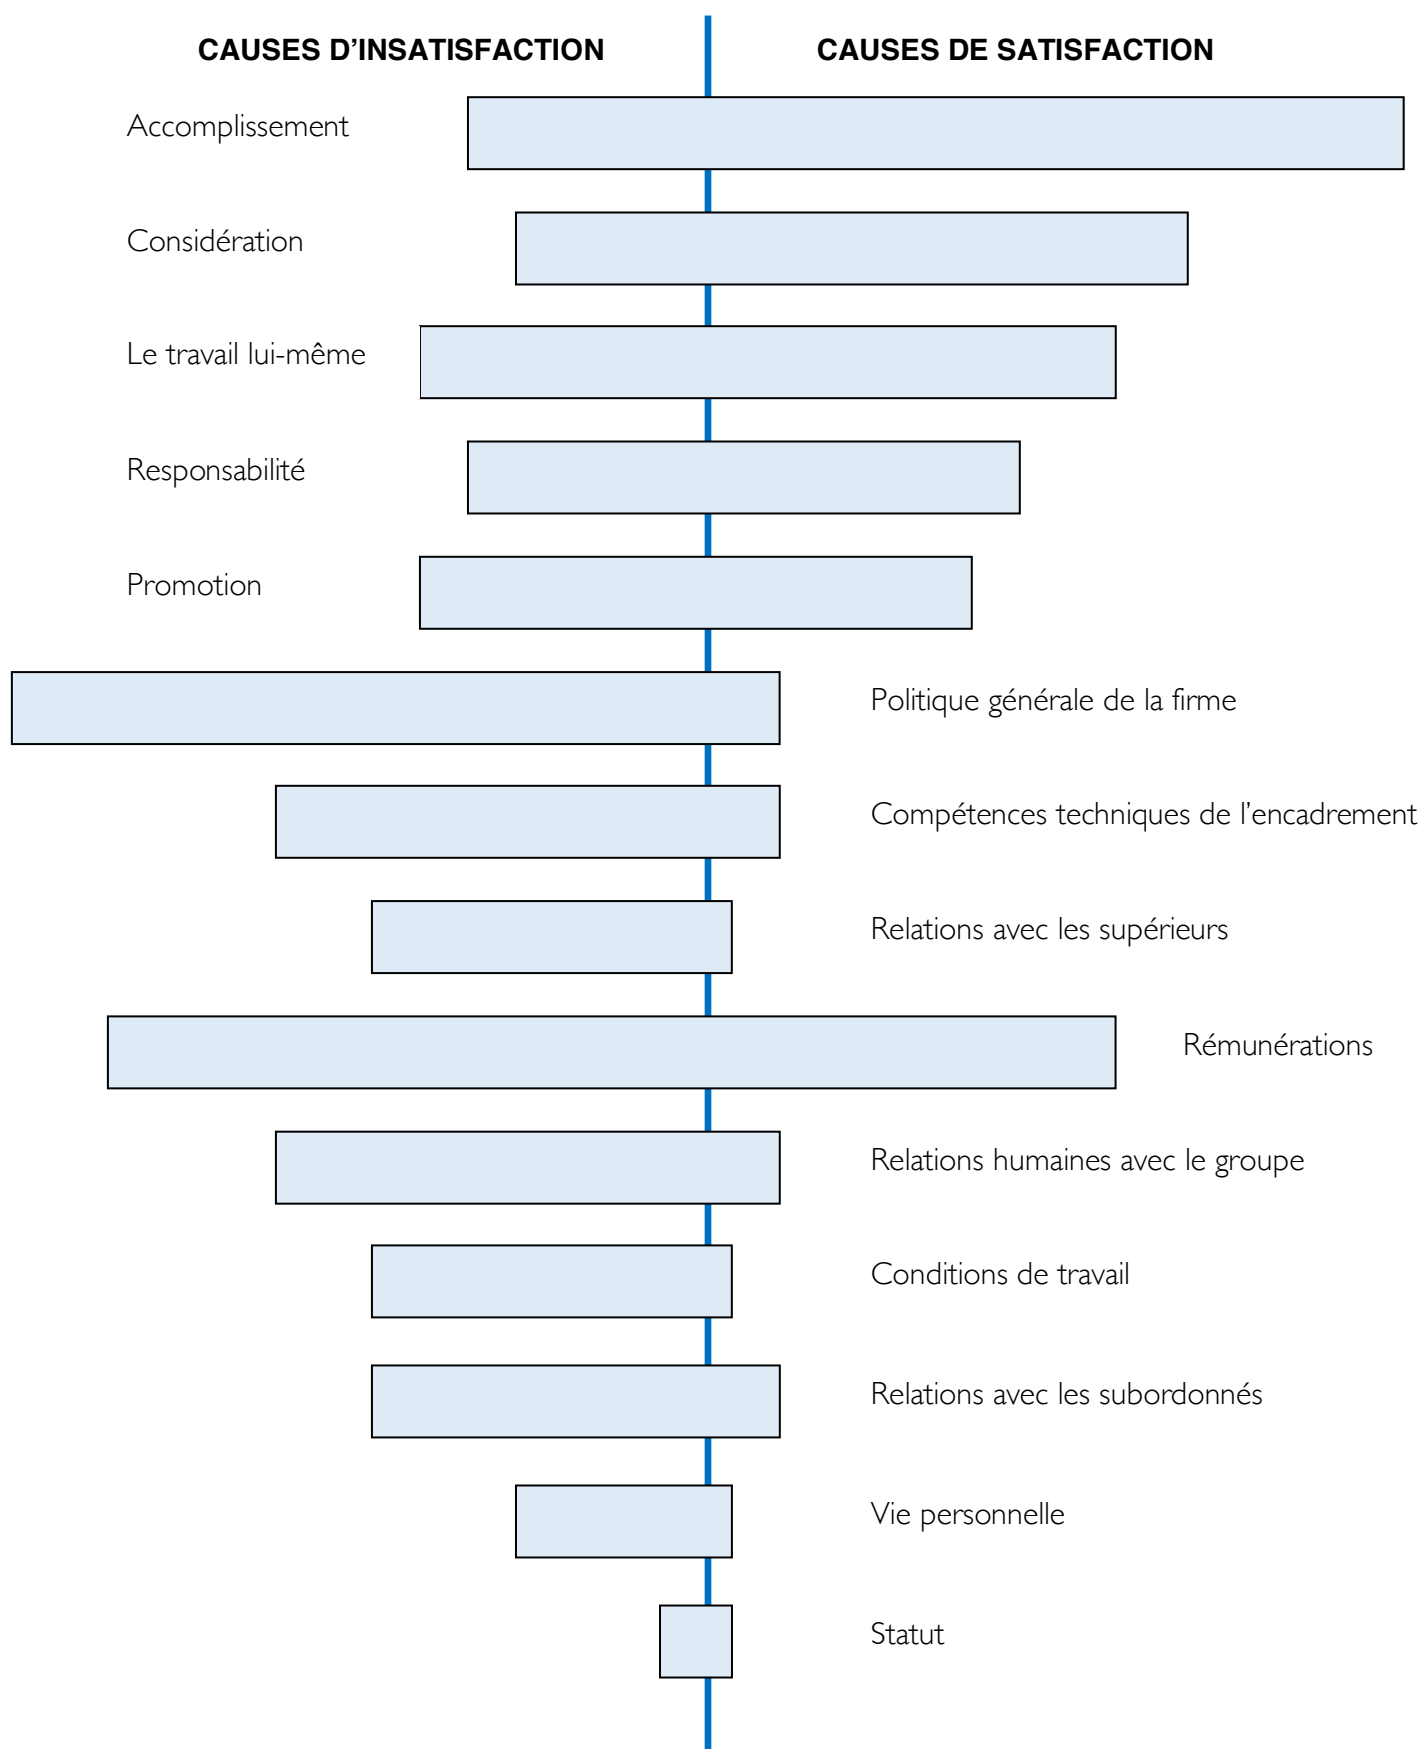 CAUSES D’INSATISFACTION
CAUSES DE SATISFACTION
Accomplissement
Considération
Le travail lui-même
Responsabilité
Promotion
Politique générale de la firme
Compétences techniques de l’encadrement
Relations avec les supérieurs
Rémunérations
Relations humaines avec le groupe
Conditions de travail
Relations avec les subordonnés
Vie personnelle
Statut